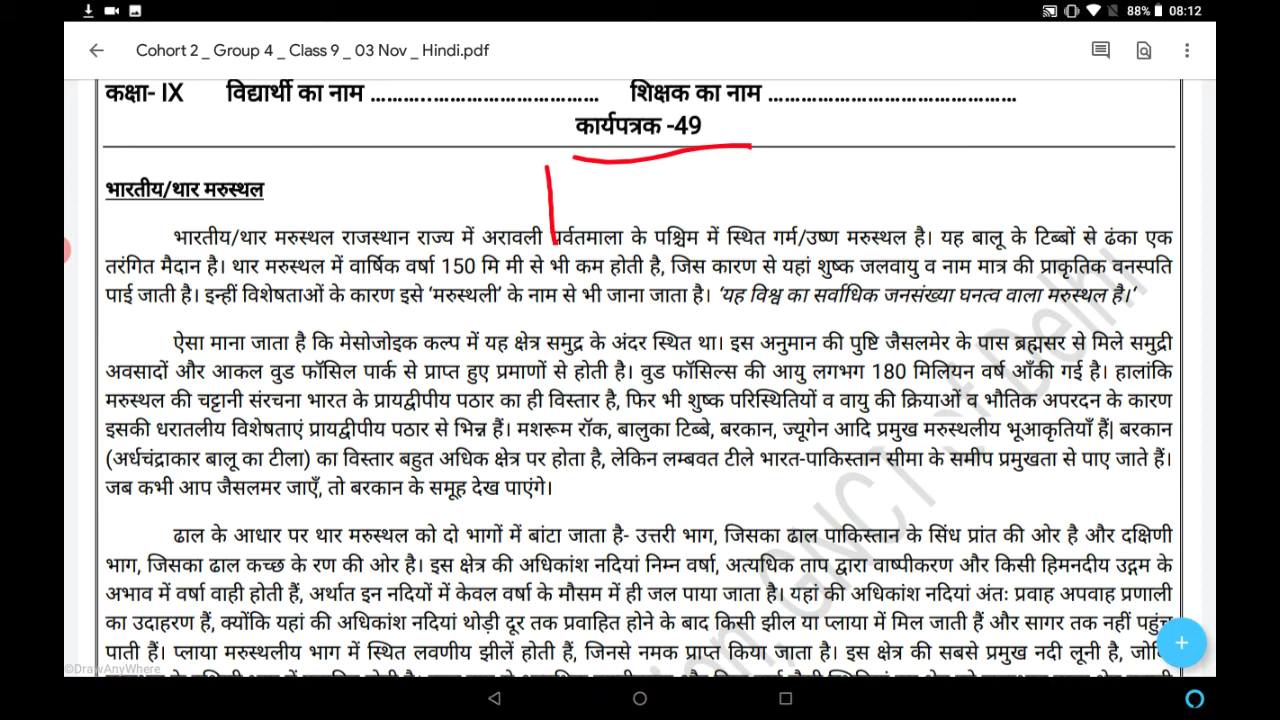 88% 08:12
Cohort 2 _ Group 4 _ Class 9 _ 03 Nov _ Hindi.pdf
कक्षा- IX विद्यार्थी का नाम ………..………………………… शिक्षक का नाम ……………………………………
कार्यपत्रक -49
भारतीय/थार मरुस्थल
भारतीय/थार मरुस्थल राजस्थान राज्य में अरावली पर्वतमाला के पश्चिम में स्थित गर्म/उष्ण मरुस्थल है। यह बालू के टिब्बों से ढंका एक
तरंगित मैदान है। थार मरुस्थल में वार्षिक वर्षा 150 मि मी से भी कम होती है, जिस कारण से यहां शुष्क जलवायु व नाम मात्र की प्राकृतिक वनस्पति
पाई जाती है। इन्हीं विशेषताओं के कारण इसे ‘मरुस्थली’ के नाम से भी जाना जाता है। ‘यह विश्व का सर्वाधिक जनसंख्या घनत्व वाला मरुस्थल है।‘
ऐसा माना जाता है कि मेसोजोइक कल्प में यह क्षेत्र समुद्र के अंदर स्थित था। इस अनुमान की पुष्टि जैसलमेर के पास ब्रह्मसर से मिले समुद्री
अवसादों और आकल वुड फॉसिल पार्क से प्राप्त हुए प्रमाणों से होती है। वुड फॉसिल्स की आयु लगभग 180 मिलियन वर्ष आँकी गई है। हालांकि
मरुस्थल की चट्टानी संरचना भारत के प्रायद्वीपीय पठार का ही विस्तार है, फिर भी शुष्क परिस्थितियों व वायु की क्रियाओं व भौतिक अपरदन के कारण
इसकी धरातलीय विशेषताएं प्रायद्वीपीय पठार से भिन्न हैं। मशरूम रॉक, बालुका टिब्बे, बरकान, ज्यूगेन आदि प्रमुख मरुस्थलीय भूआकृतियाँ हैं| बरकान
(अर्धचंद्राकार बालू का टीला) का विस्तार बहुत अधिक क्षेत्र पर होता है, लेकिन लम्बवत टीले भारत-पाकिस्तान सीमा के समीप प्रमुखता से पाए जाते हैं।
जब कभी आप जैसलमर जाएँ, तो बरकान के समूह देख पाएंगे।
ढाल के आधार पर थार मरुस्थल को दो भागों में बांटा जाता है- उत्तरी भाग, जिसका ढाल पाकिस्तान के सिंध प्रांत की ओर है और दक्षिणी
भाग, जिसका ढाल कच्छ के रण की ओर है। इस क्षेत्र की अधिकांश नदियां निम्न वर्षा, अत्यधिक ताप द्वारा वाष्पीकरण और किसी हिमनदीय उद्गम के
अभाव में वर्षा वाही होती हैं, अर्थात इन नदियों में केवल वर्षा के मौसम में ही जल पाया जाता है। यहां की अधिकांश नदियां अंतः प्रवाह अपवाह प्रणाली
का उदाहरण हैं, क्योंकि यहां की अधिकांश नदियां थोड़ी दूर तक प्रवाहित होने के बाद किसी झील या प्लाया में मिल जाती हैं और सागर तक नहीं पहुंच
पाती हैं। प्लाया मरुस्थलीय भाग में स्थित लवणीय झीलें होती हैं, जिनसे नमक प्राप्त किया जाता है। इस क्षेत्र की सबसे प्रमुख नदी लूनी है,
©DrawAnyWhere
GNCT of Delhi